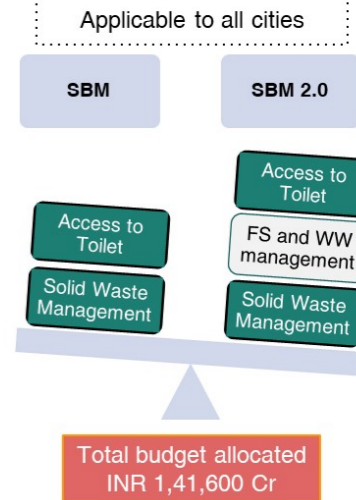 Applicable to all cities
SBM
SBM 2.0
Access to
Toilet
Solid Waste
Management
Access to
Toilet
FS and WW
management
Solid Waste
Management
Total budget allocated
INR 1,41,600 Cr